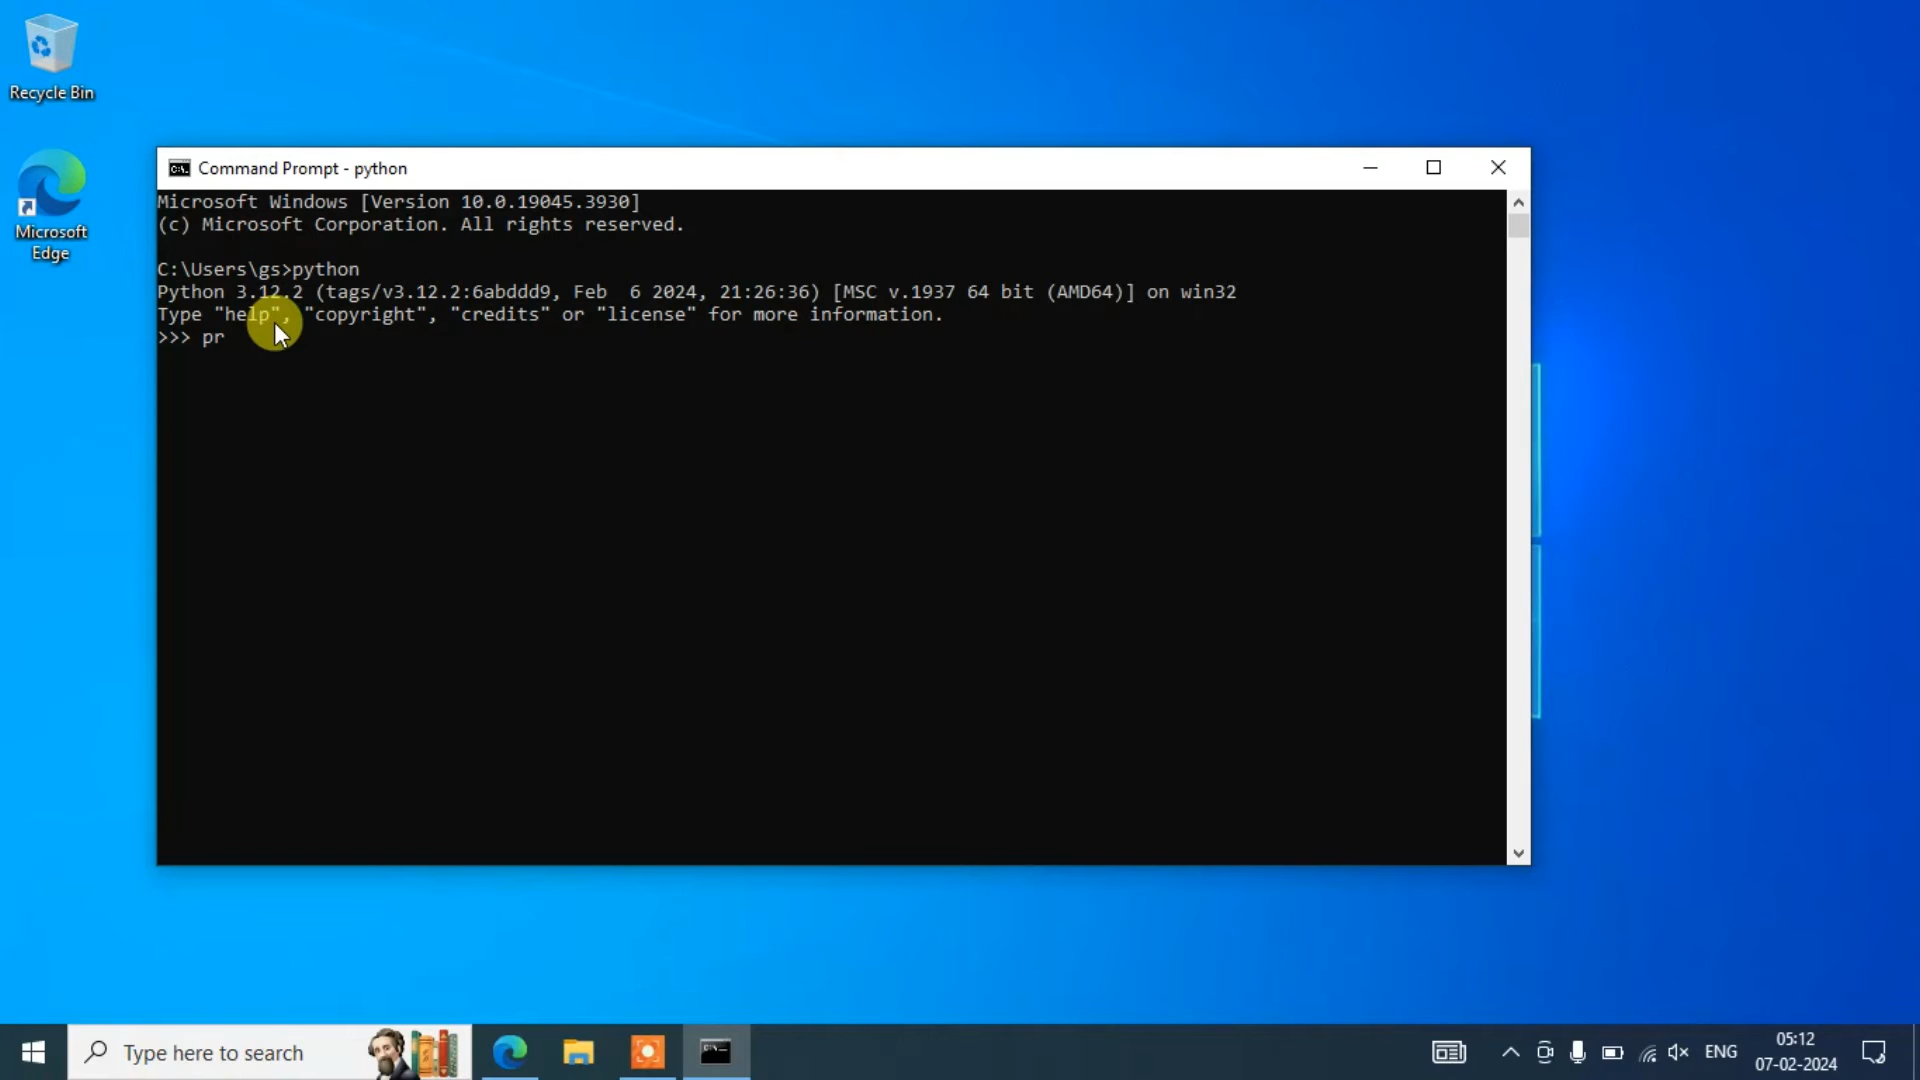 Recycle Bin
Microsoft
Edge
Command Prompt - python
Microsoft Windows [Version 10.0.19045.3930]
(c) Microsoft Corporation. All rights reserved.
C:\Users\gs>python
Python 3.12.2 (tags/v3.12.2:6abddd9, Feb  6 2024, 21:26:36) [MSC v.1937 64 bit (AMD64)] on win32
Type "help", "copyright", "credits" or "license" for more information.
>>> pr
Type here to search
ENG
05:12
07-02-2024